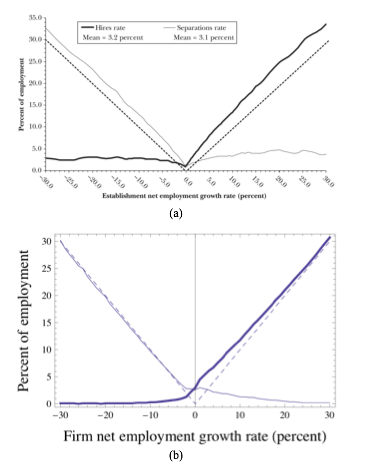 35.0
Hires rate
Separations rate
Mean = 3.2 percent
Mean = 3.1 percent
30.0
25.0
20.0
15.0
10.0
5.0
0.0
Percent of employment
−30.0 −25.0 −20.0 −15.0 −10.0 −5.0 0.0 5.0 10.0 15.0 20.0 25.0 30.0
Establishment net employment growth rate (percent)
(a)
30
25
20
15
10
5
0
Percent of employment
−30 −20 −10 0 10 20 30
Firm net employment growth rate (percent)
(b)